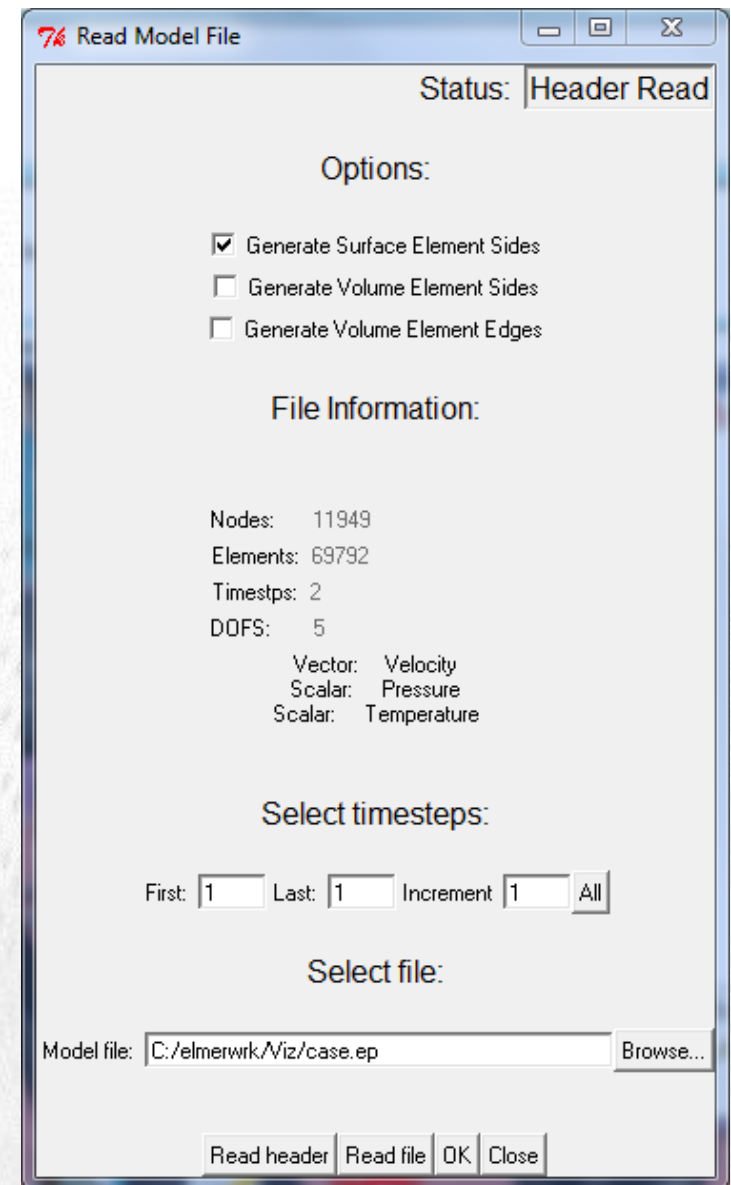 Read Model File
Status: Header Read
Options:
Generate Surface Element Sides
Generate Volume Element Sides
Generate Volume Element Edges
File Information:
Nodes: 11949
Elements: 69792
Timestps: 2
DOFS: 5
Vector: Velocity
Scalar: Pressure
Scalar: Temperature
Select timesteps:
First: 1 Last: 1 Increment 1 All
Select file:
Model file: C:/elmerwrk/Viz/case.ep Browse...
Read header Read file OK Close